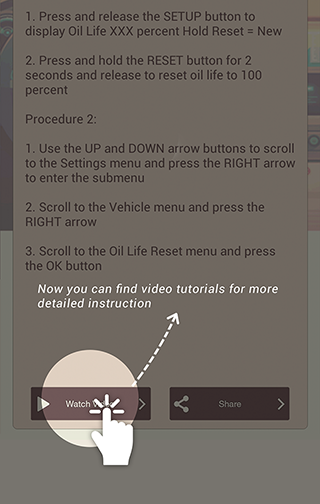 1. Press and release the SETUP button to
display Oil Life XXX percent Hold Reset = New
2. Press and hold the RESET button for 2
seconds and release to reset oil life to 100
percent
Procedure 2:
1. Use the UP and DOWN arrow buttons to scroll
to the Settings menu and press the RIGHT arrow
to enter the submenu
2. Scroll to the Vehicle menu and press the
RIGHT arrow
3. Scroll to the Oil Life Reset menu and press
the OK button
Now you can find video tutorials for more
detailed instruction
Watch Video
Share